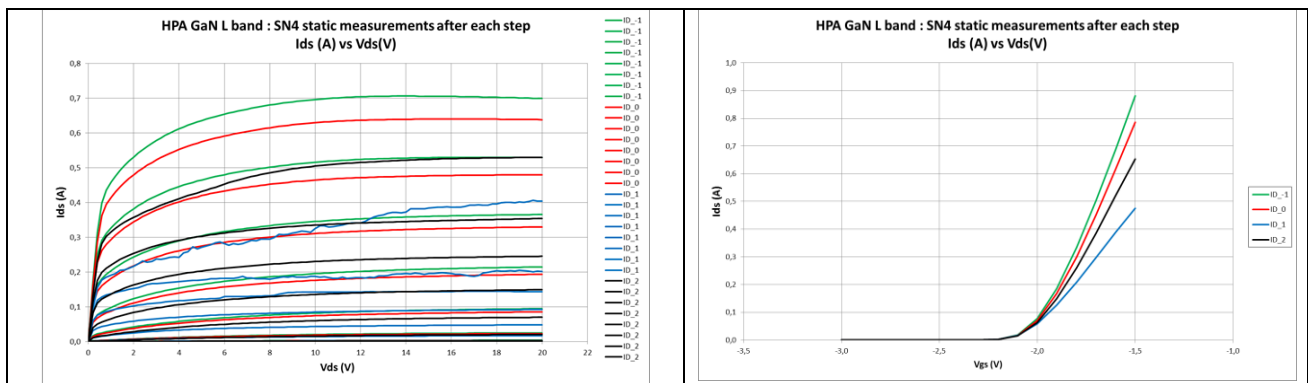 HPA GaN L band : SN4 static measurements after each step
Ids (A) vs Vds(V)
Ids (A)
0,8
0,7
0,6
0,5
0,4
0,3
0,2
0,1
0,0
0
2
4
6
8
10
12
14
16
18
20
22
Vds (V)
ID_-1
ID_-1
ID_-1
ID_-1
ID_-1
ID_-1
ID_-1
ID_-1
ID_0
ID_0
ID_0
ID_0
ID_0
ID_0
ID_0
ID_0
ID_1
ID_1
ID_1
ID_1
ID_1
ID_1
ID_1
ID_1
ID_2
ID_2
ID_2
ID_2
ID_2
ID_2
ID_2
ID_2
HPA GaN L band : SN4 static measurements after each step
Ids (A) vs Vds(V)
Ids (A)
1,0
0,9
0,8
0,7
0,6
0,5
0,4
0,3
0,2
0,1
0,0
-3,5
-3,0
-2,5
-2,0
-1,5
-1,0
Vgs (V)
ID_-1
ID_0
ID_1
ID_2